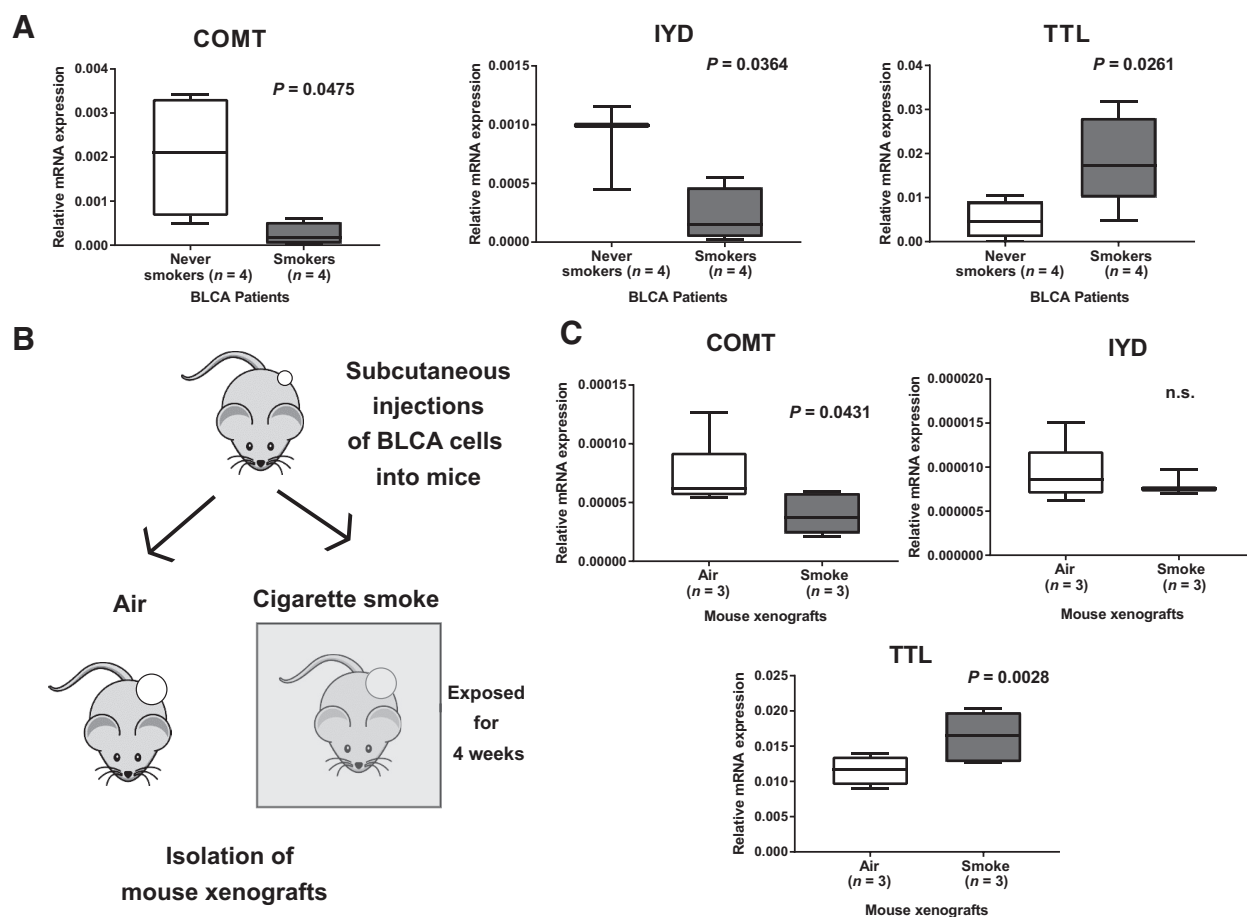 A
COMT
Relative mRNA expression
0.004
0.003
0.002
0.001
0.000
P = 0.0475
Never
smokers (n = 4)
Smokers
(n = 4)
BLCA Patients
IYD
Relative mRNA expression
0.0015
0.0010
0.0005
0.0000
P = 0.0364
Never
smokers (n = 4)
Smokers
(n = 4)
BLCA Patients
TTL
Relative mRNA expression
0.04
0.03
0.02
0.01
0.00
P = 0.0261
Never
smokers (n = 4)
Smokers
(n = 4)
BLCA Patients
B
Subcutaneous
injections
of BLCA cells
into mice
Air
Cigarette smoke
Exposed
for
4 weeks
Isolation of
mouse xenografts
C
COMT
Relative mRNA expression
0.00015
0.00010
0.00005
0.00000
P = 0.0431
Air
(n = 3)
Smoke
(n = 3)
Mouse xenografts
IYD
Relative mRNA expression
0.000020
0.000015
0.000010
0.000005
0.000000
n.s.
Air
(n = 3)
Smoke
(n = 3)
Mouse xenografts
TTL
Relative mRNA expression
0.025
0.020
0.015
0.010
0.005
0.000
P = 0.0028
Air
(n = 3)
Smoke
(n = 3)
Mouse xenografts